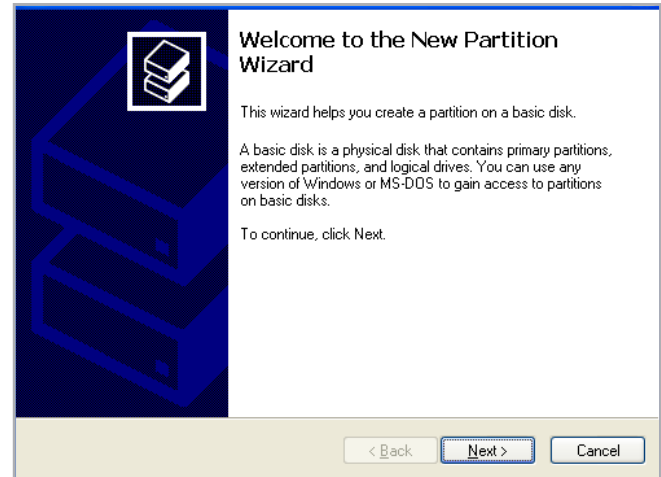 Welcome to the New Partition
Wizard
This wizard helps you create a partition on a basic disk.
A basic disk is a physical disk that contains primary partitions,
extended partitions, and logical drives. You can use any
version of Windows or MS-DOS to gain access to partitions
on basic disks.
To continue, click Next.
< Back Next > Cancel